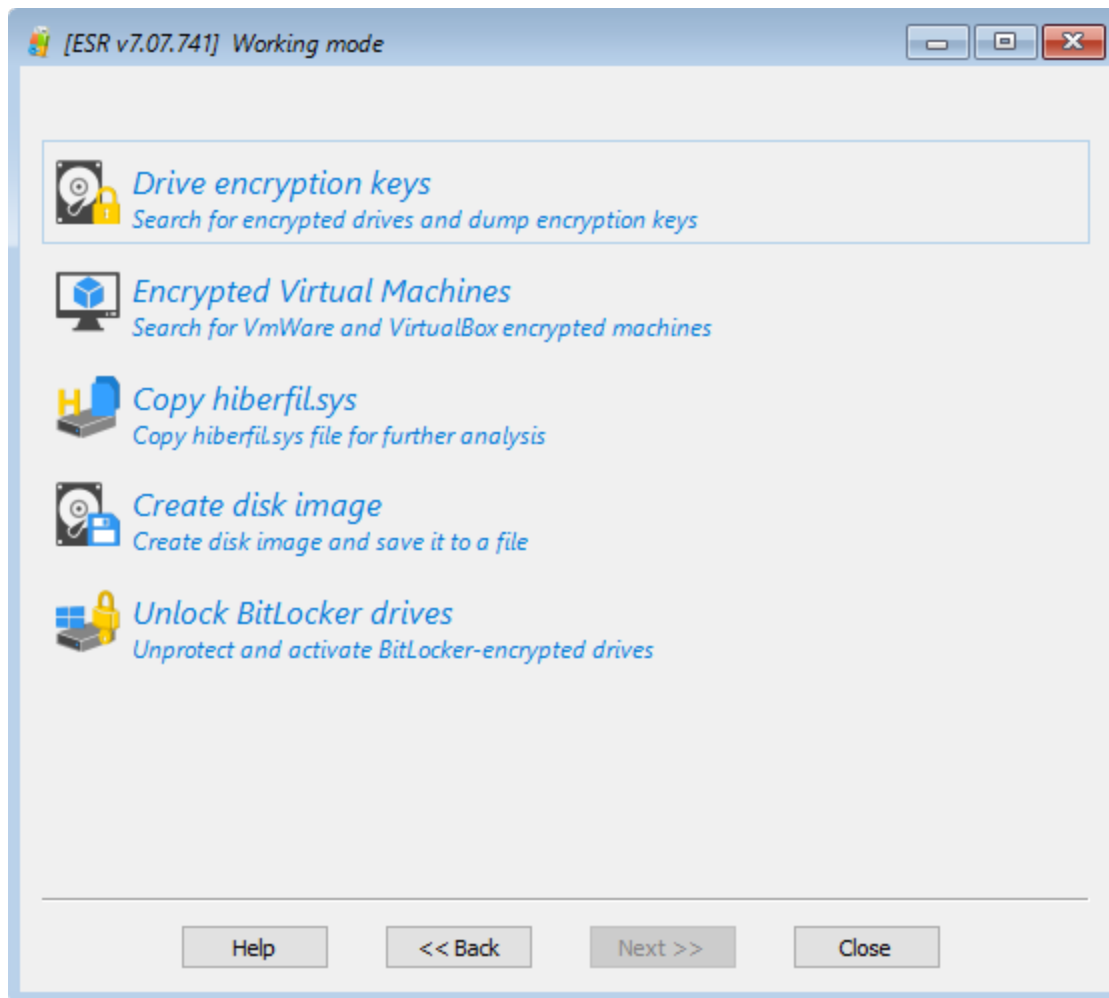 [ESR v7.07.741] Working mode
Drive encryption keys
Search for encrypted drives and dump encryption keys
Encrypted Virtual Machines
Search for VmWare and VirtualBox encrypted machines
Copy hiberfil.sys
Copy hiberfil.sys file for further analysis
Create disk image
Create disk image and save it to a file
Unlock BitLocker drives
Unprotect and activate BitLocker-encrypted drives
Help
<< Back
Next >>
Close